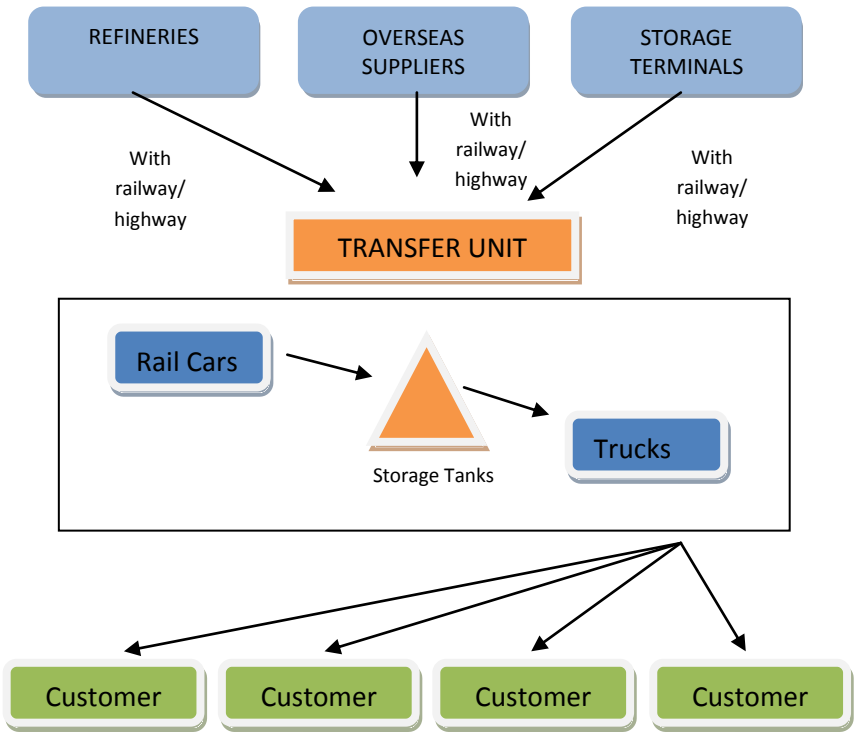 REFINERIES
OVERSEAS
SUPPLIERS
STORAGE
TERMINALS
With
railway/
highway
With
railway/
highway
With
railway/
highway
TRANSFER UNIT
Rail Cars
Storage Tanks
Trucks
Customer
Customer
Customer
Customer